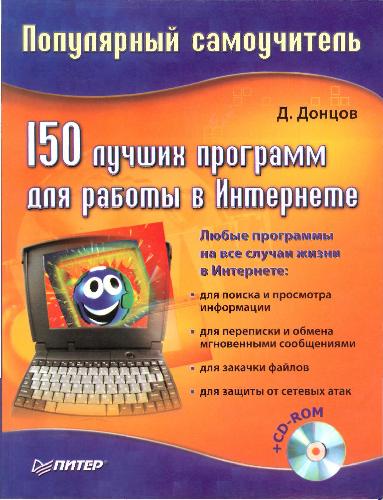 Популярный самоучитель
Д. Донцов
150 лучших программ
для работы в Интернете
Любые программы
на все случаи жизни
в Интернете:
для поиска и просмотра
информации
для переписки и обмена
мгновенными сообщениями
для закачки файлов
для защиты от сетевых атак
+CD-ROM
ПИТЕР